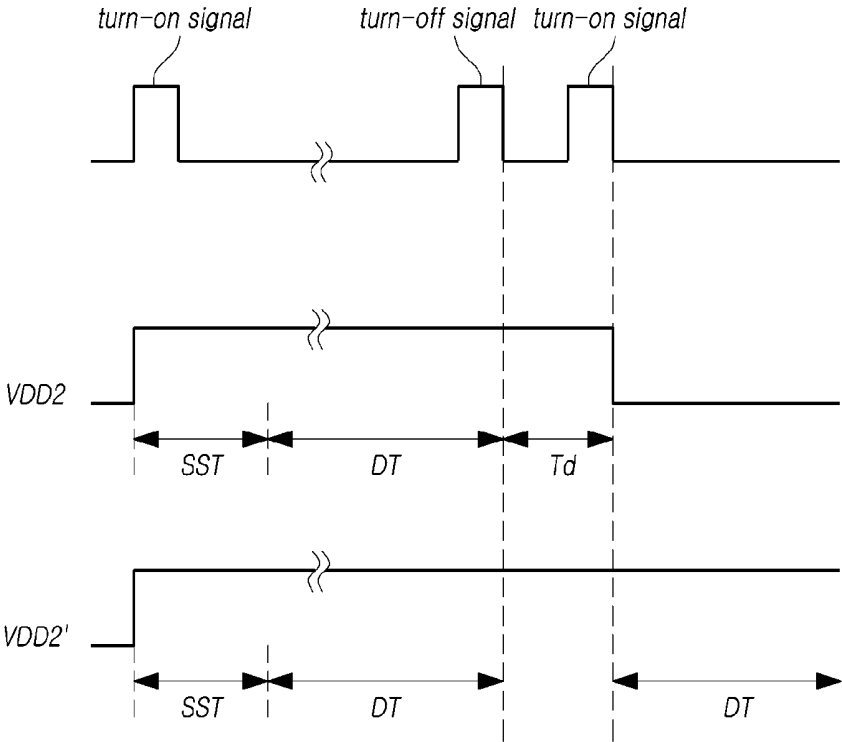 turn-on signal turn-off signal turn-on signal
VDD2
SST DT Td
VDD2'
SST DT DT